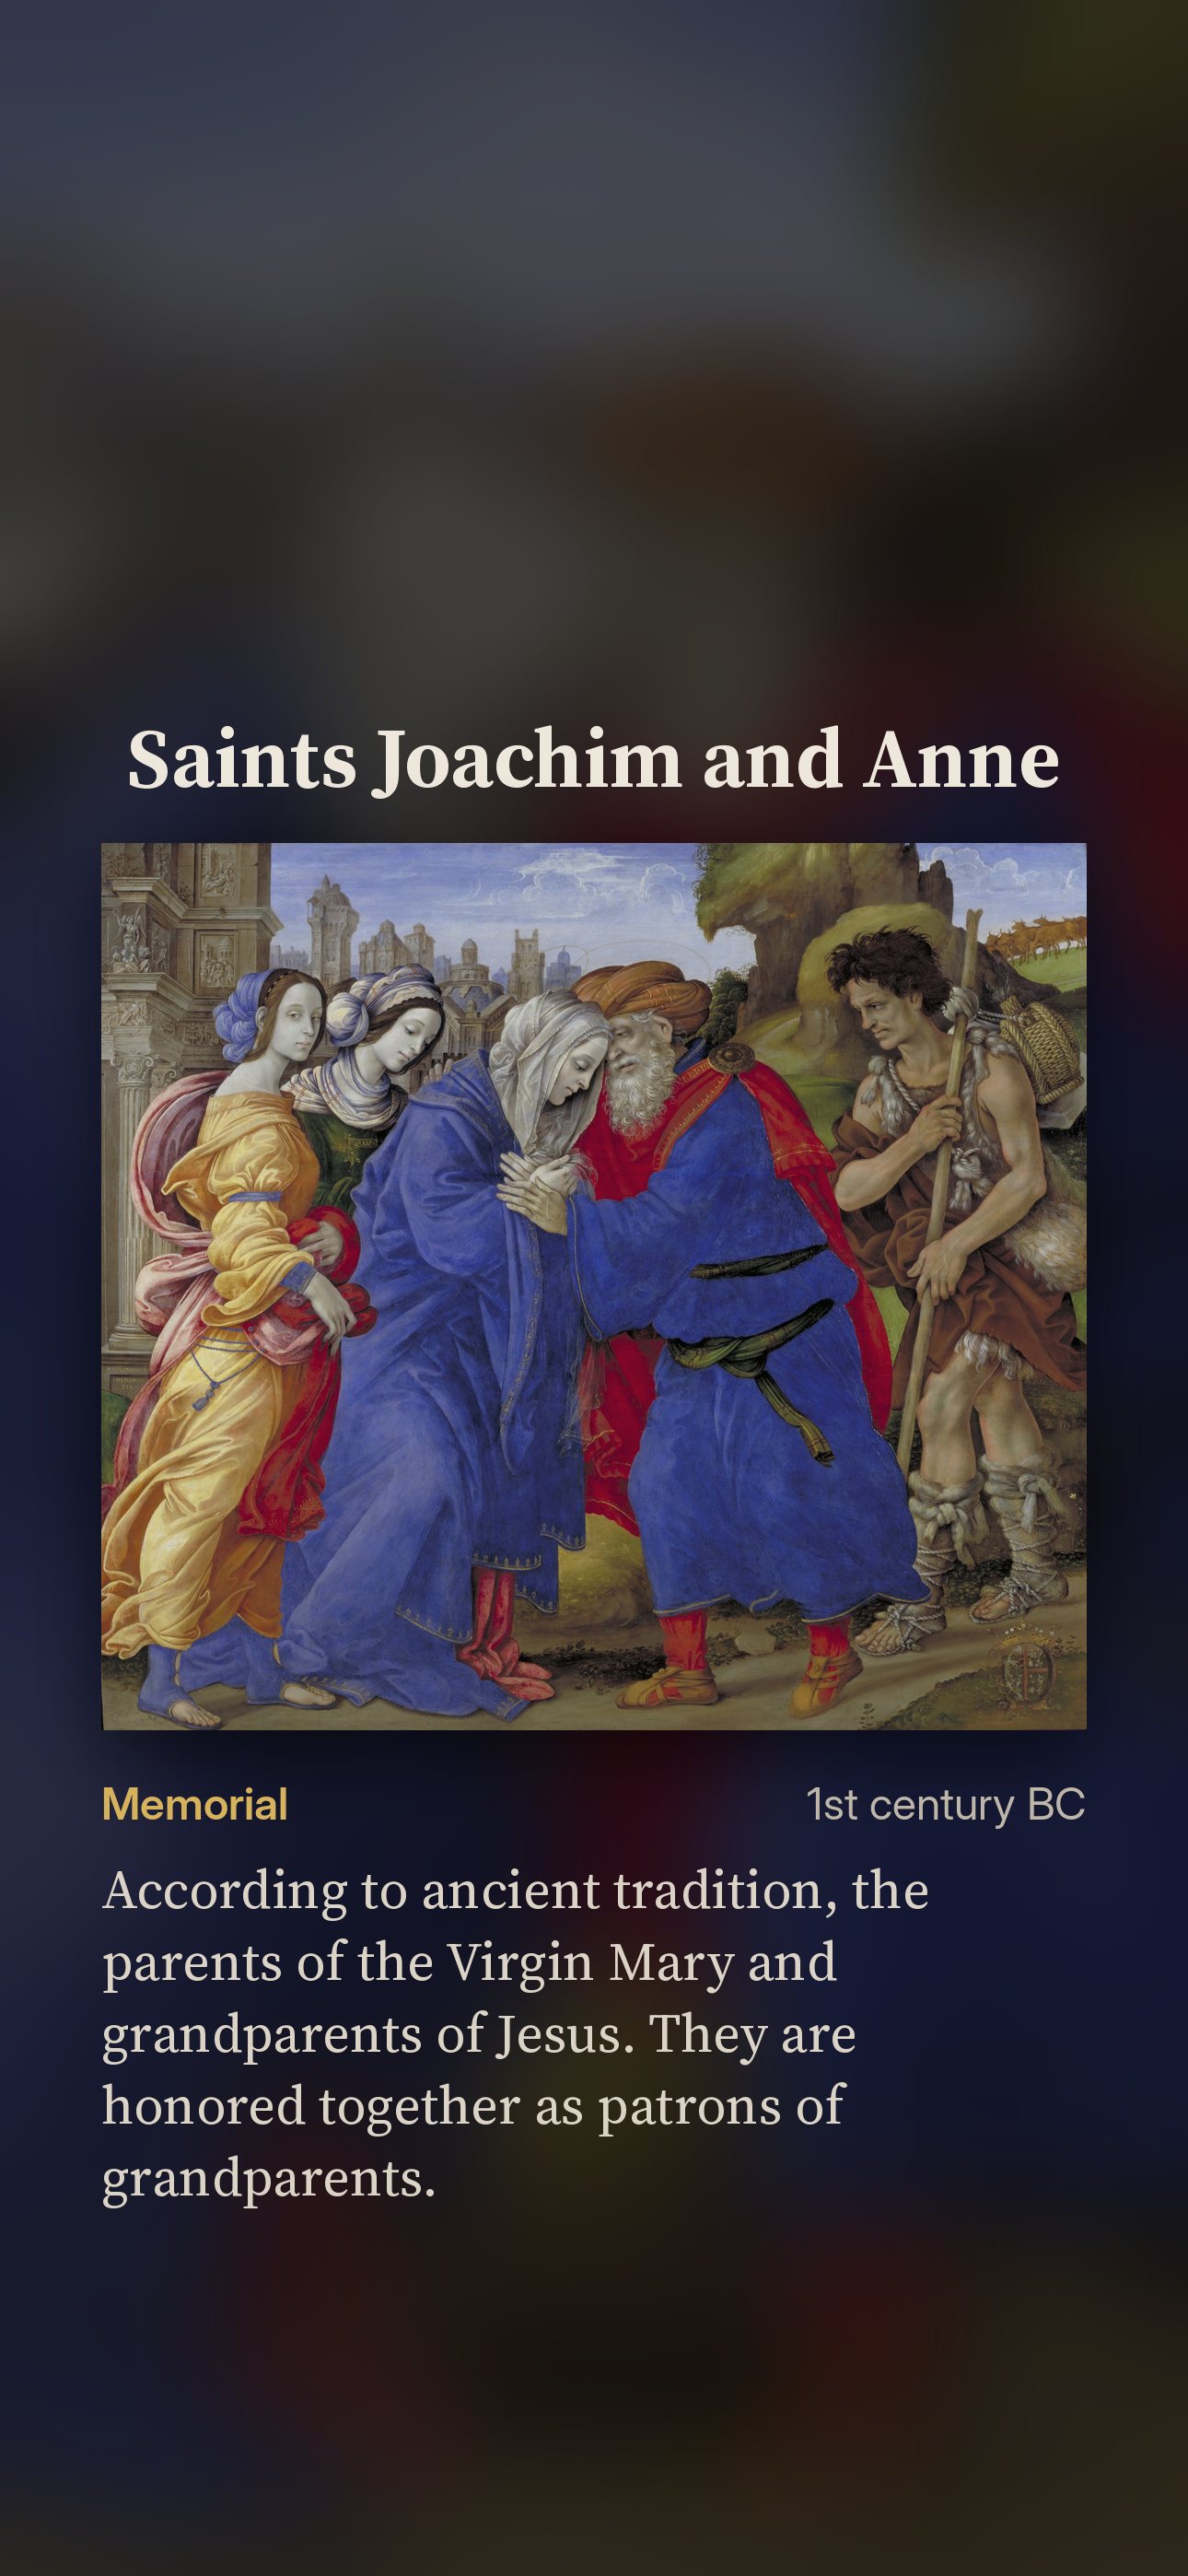 Saints Joachim and Anne
Memorial
1st century BC
According to ancient tradition, the
parents of the Virgin Mary and
grandparents of Jesus. They are
honored together as patrons of
grandparents.